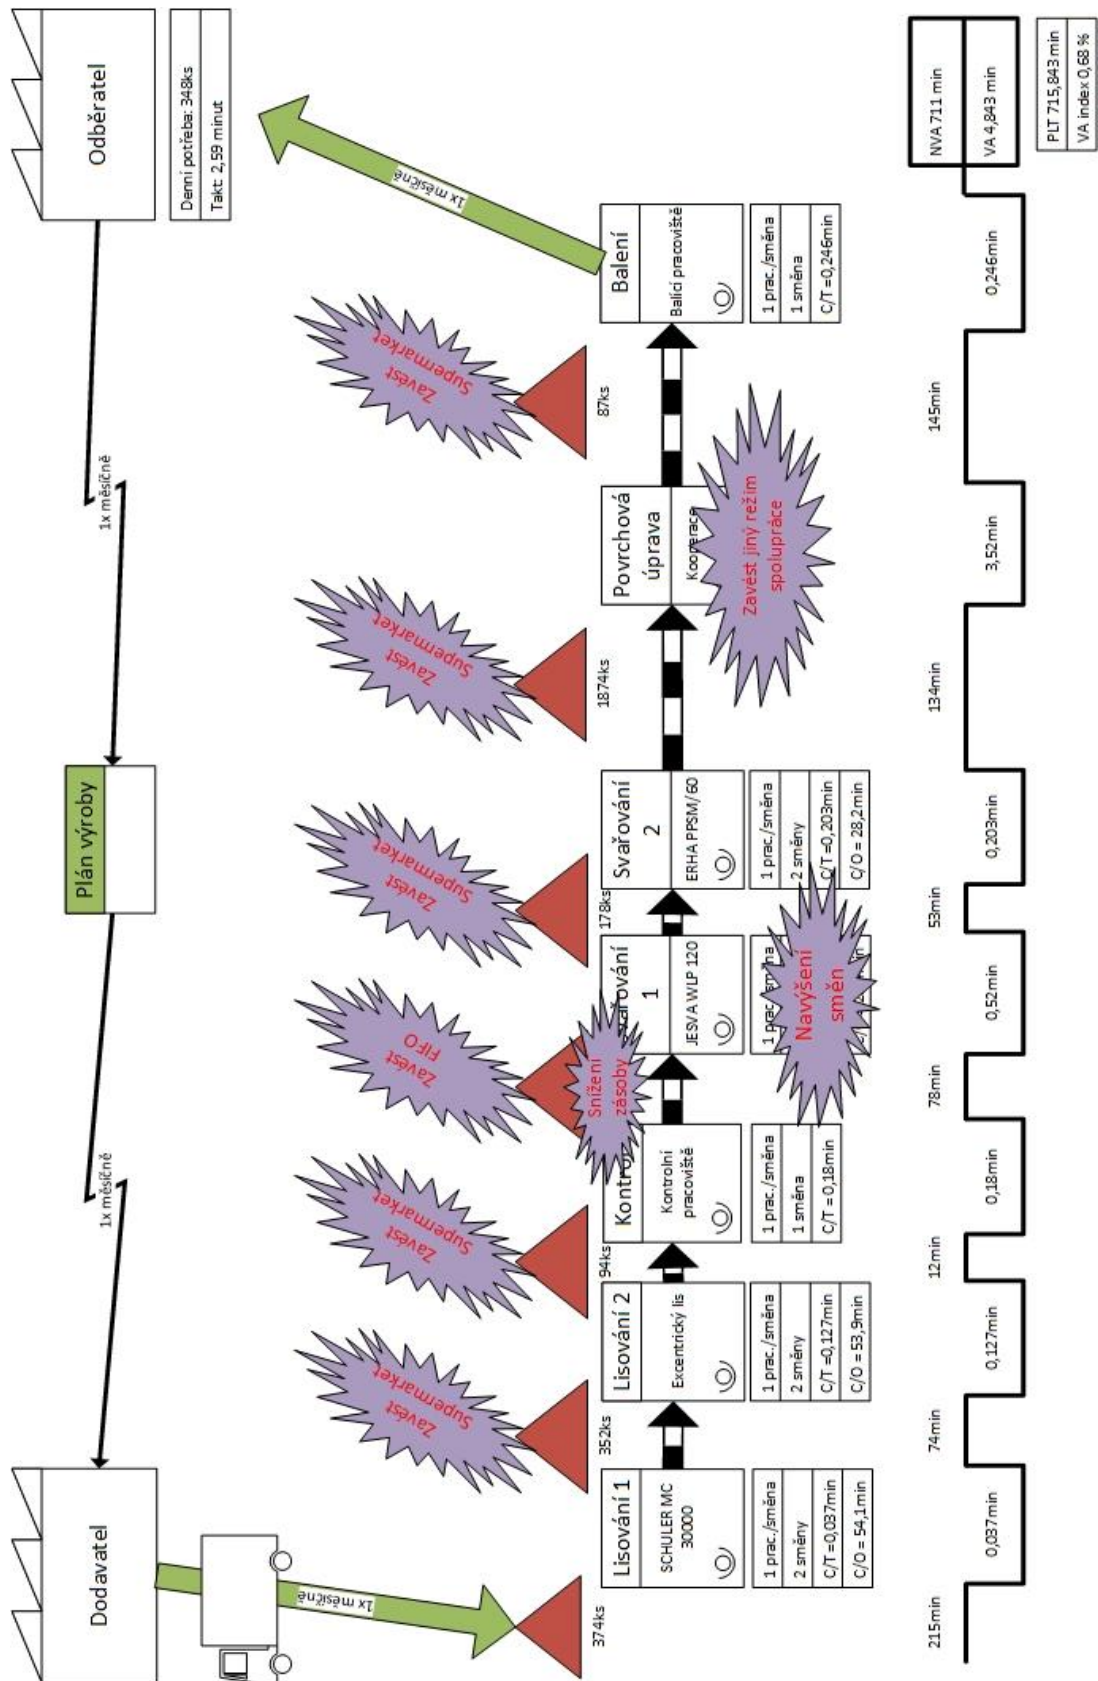 Dodavatel
1x měsíčně
Plán výroby
1x měsíčně
Odběratel
Denní potřeba: 348ks
Takt: 2,59 minut
1x měsíčně
1x měsíčně
Zavést
Supermarket
Zavést
Supermarket
Zavést
FIFO
Zavést
Supermarket
Zavést
Supermarket
Zavést
Supermarket
374ks
352ks
94ks
Snížení
zásoby
178ks
1874ks
87ks
Lisování 1
SCHULER MC
30000
1 prac./směna
2 směny
C/T=0,037min
C/O = 54,1min
Lisování 2
Excentrický lis
1 prac./směna
2 směny
C/T=0,127min
C/O = 53,9min
Kontro
Kontrolní
pracoviště
1 prac./směna
1 směna
C/T = 0,18min
ařování
1
JESVA WLP 120
1 prac./směna
Navýšení
směn
Svařování
2
ERHA PPSM/60
1 prac./směna
2 směny
C/T=0,203min
C/O = 28,2min
Povrchová
úprava
Kooperace
Zavést jiný režim
spolupráce
Balení
Balící pracoviště
1 prac./směna
1 směna
C/T=0,246min
215min
0,037min
74min
0,127min
12min
0,18min
78min
0,52min
53min
0,203min
134min
3,52min
145min
0,246min
NVA 711 min
VA 4,843 min
PLT 715,843 min
VA index 0,68 %